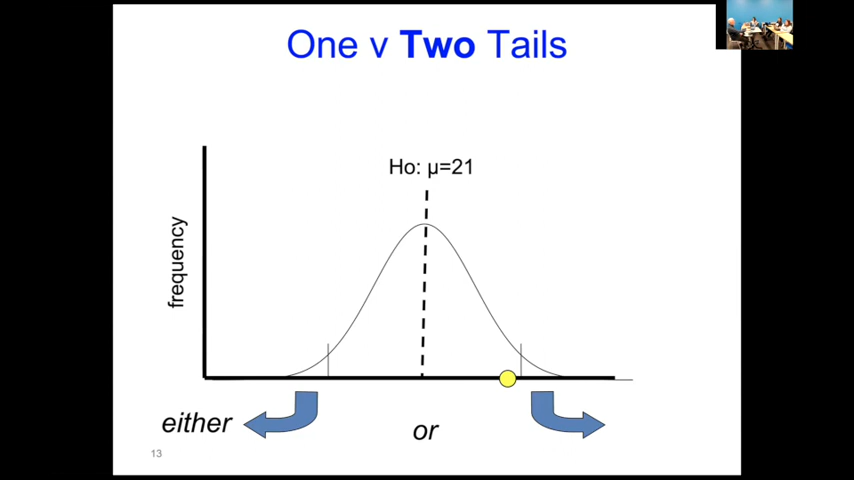 One v Two Tails
Ho: µ=21
frequency
either
or
13